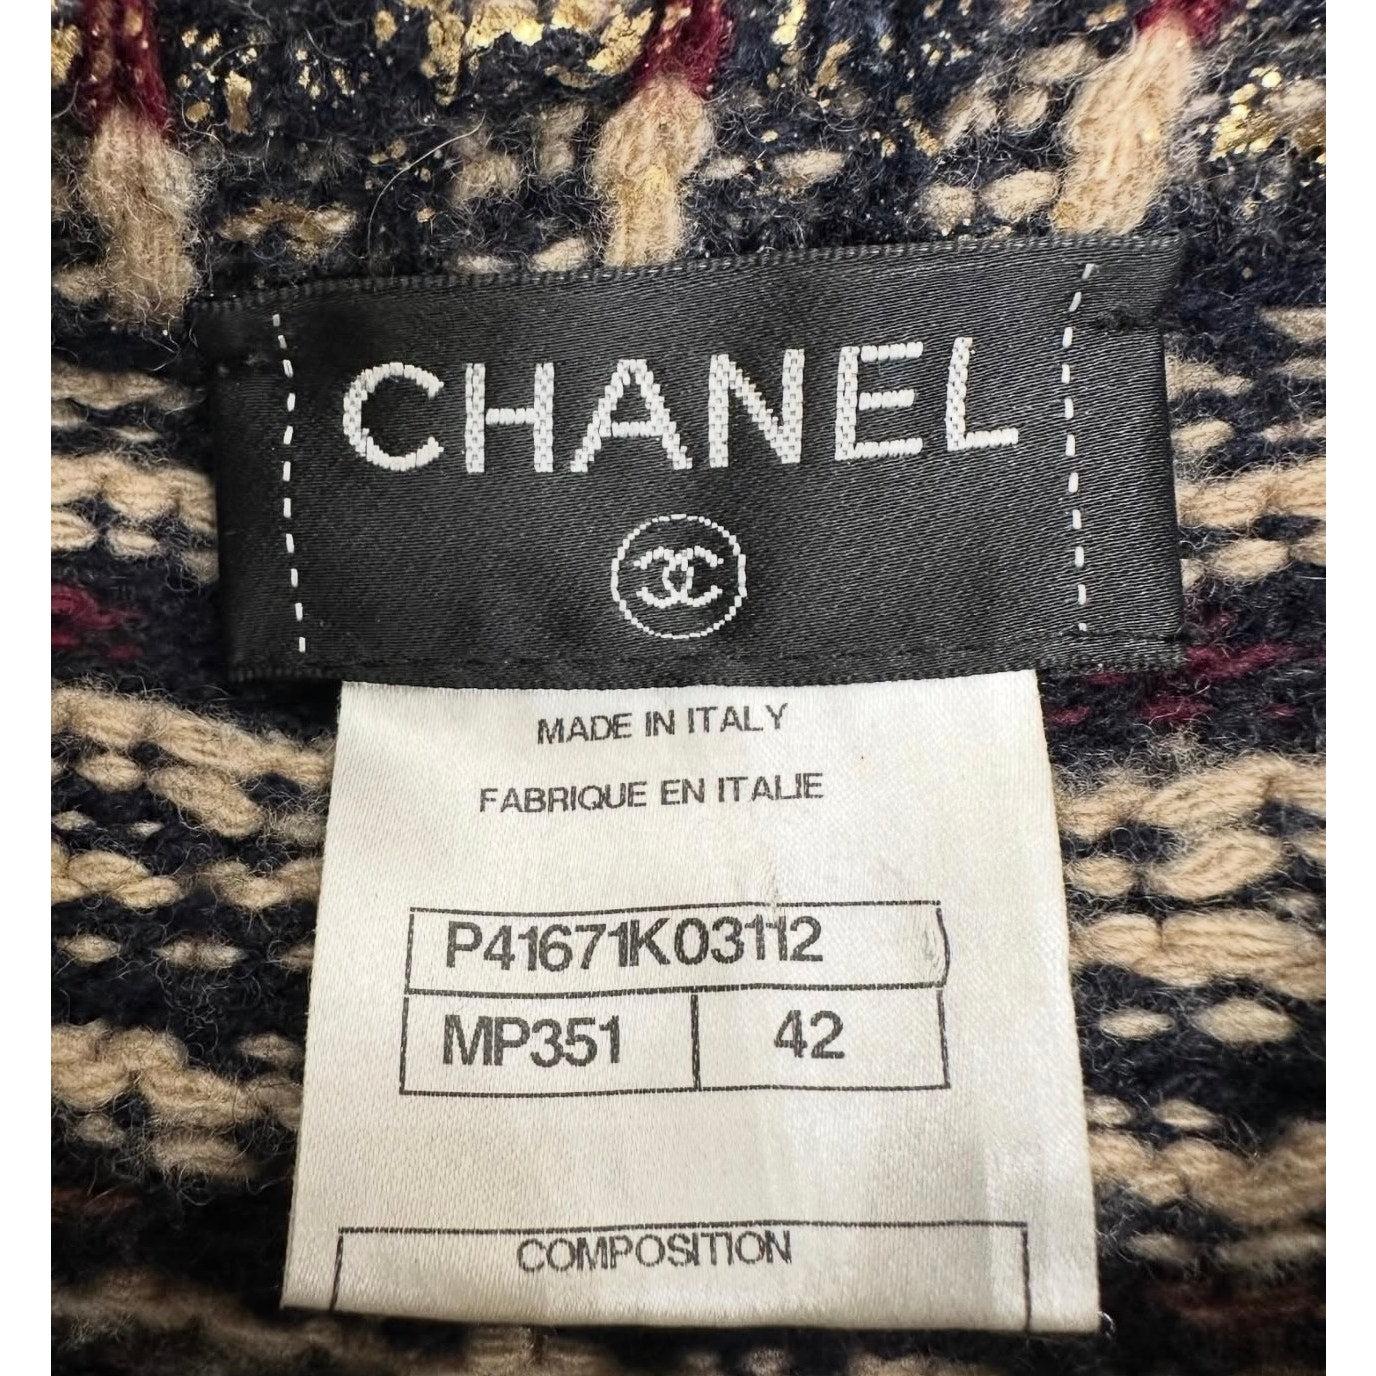 CHANEL
MADE IN ITALY
FABRIQUE EN ITALIE
P41671K03112
MP351 42
COMPOSITION